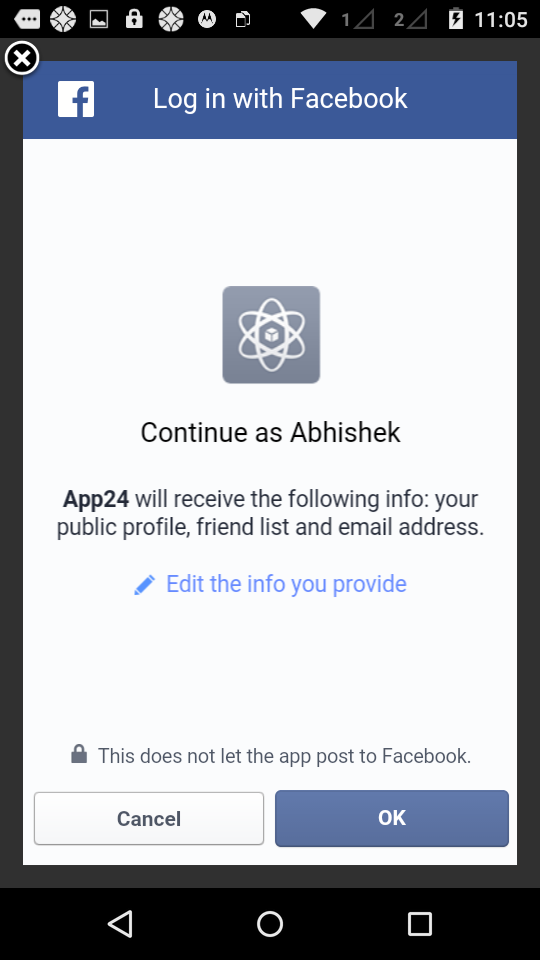 1 2 11:05
Log in with Facebook
Continue as Abhishek
App24 will receive the following info: your
public profile, friend list and email address.
Edit the info you provide
This does not let the app post to Facebook.
Cancel OK